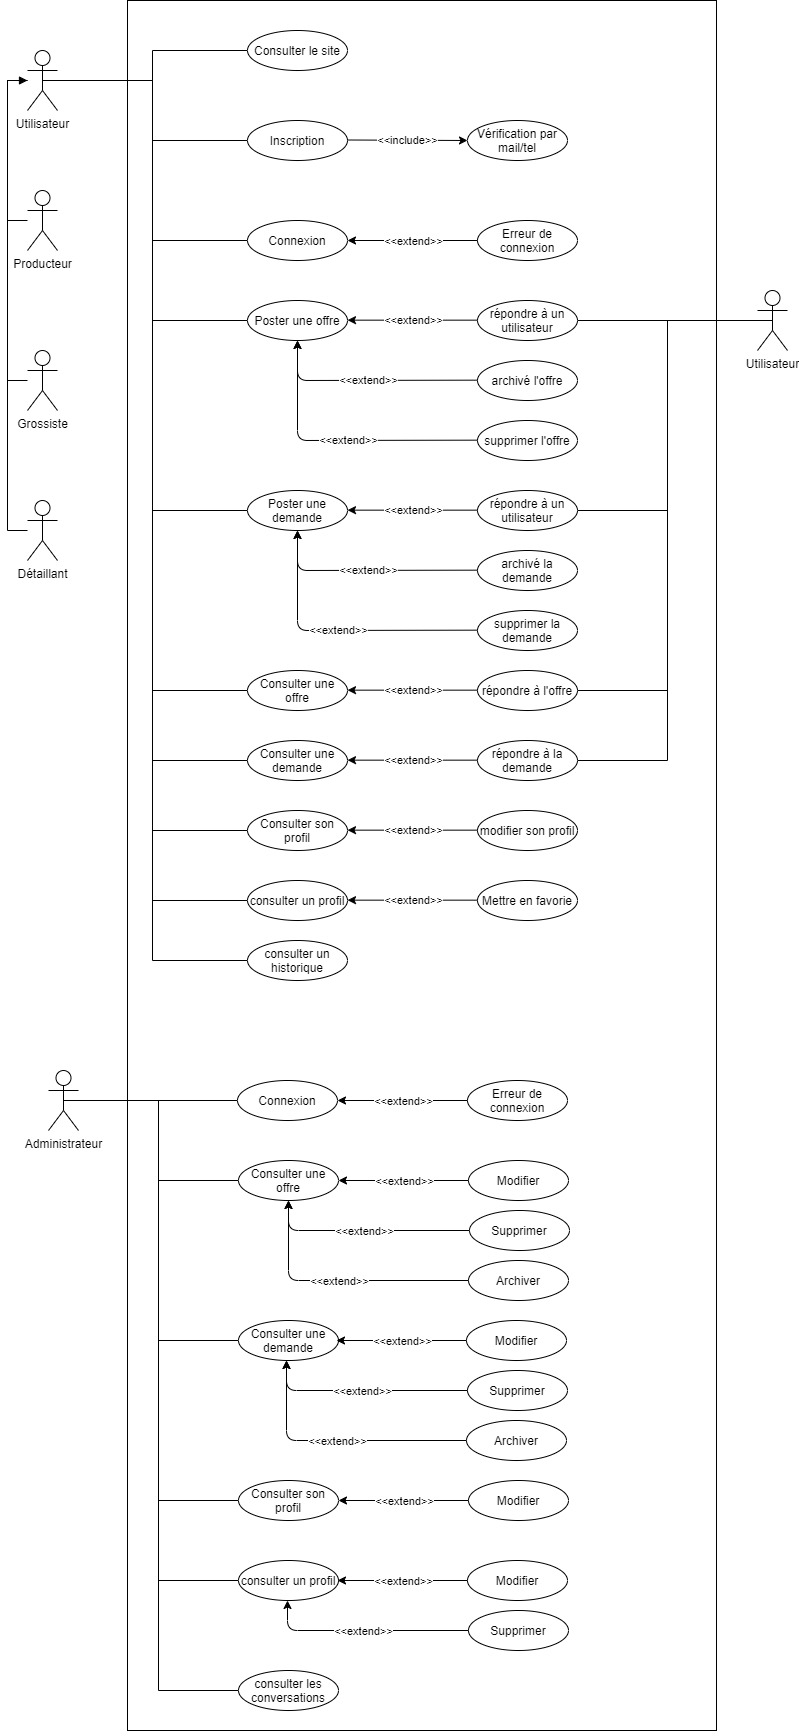 Consulter le site
Utilisateur
Inscription
<<include>>
Vérification par
mail/tel
Producteur
Connexion
<<extend>>
Erreur de
connexion
Poster une offre
<<extend>>
répondre à un
utilisateur
Utilisateur
<<extend>>
archivé l'offre
Grossiste
<<extend>>
supprimer l'offre
Poster une
demande
<<extend>>
répondre à un
utilisateur
Détaillant
<<extend>>
archivé la
demande
<<extend>>
supprimer la
demande
Consulter une
offre
<<extend>>
répondre à l'offre
Consulter une
demande
<<extend>>
répondre à la
demande
Consulter son
profil
<<extend>>
modifier son profil
consulter un profil
<<extend>>
Mettre en favorie
consulter un
historique
Administrateur
Connexion
<<extend>>
Erreur de
connexion
Consulter une
offre
<<extend>>
Modifier
<<extend>>
Supprimer
<<extend>>
Archiver
Consulter une
demande
<<extend>>
Modifier
<<extend>>
Supprimer
<<extend>>
Archiver
Consulter son
profil
<<extend>>
Modifier
consulter un profil
<<extend>>
Modifier
<<extend>>
Supprimer
consulter les
conversations